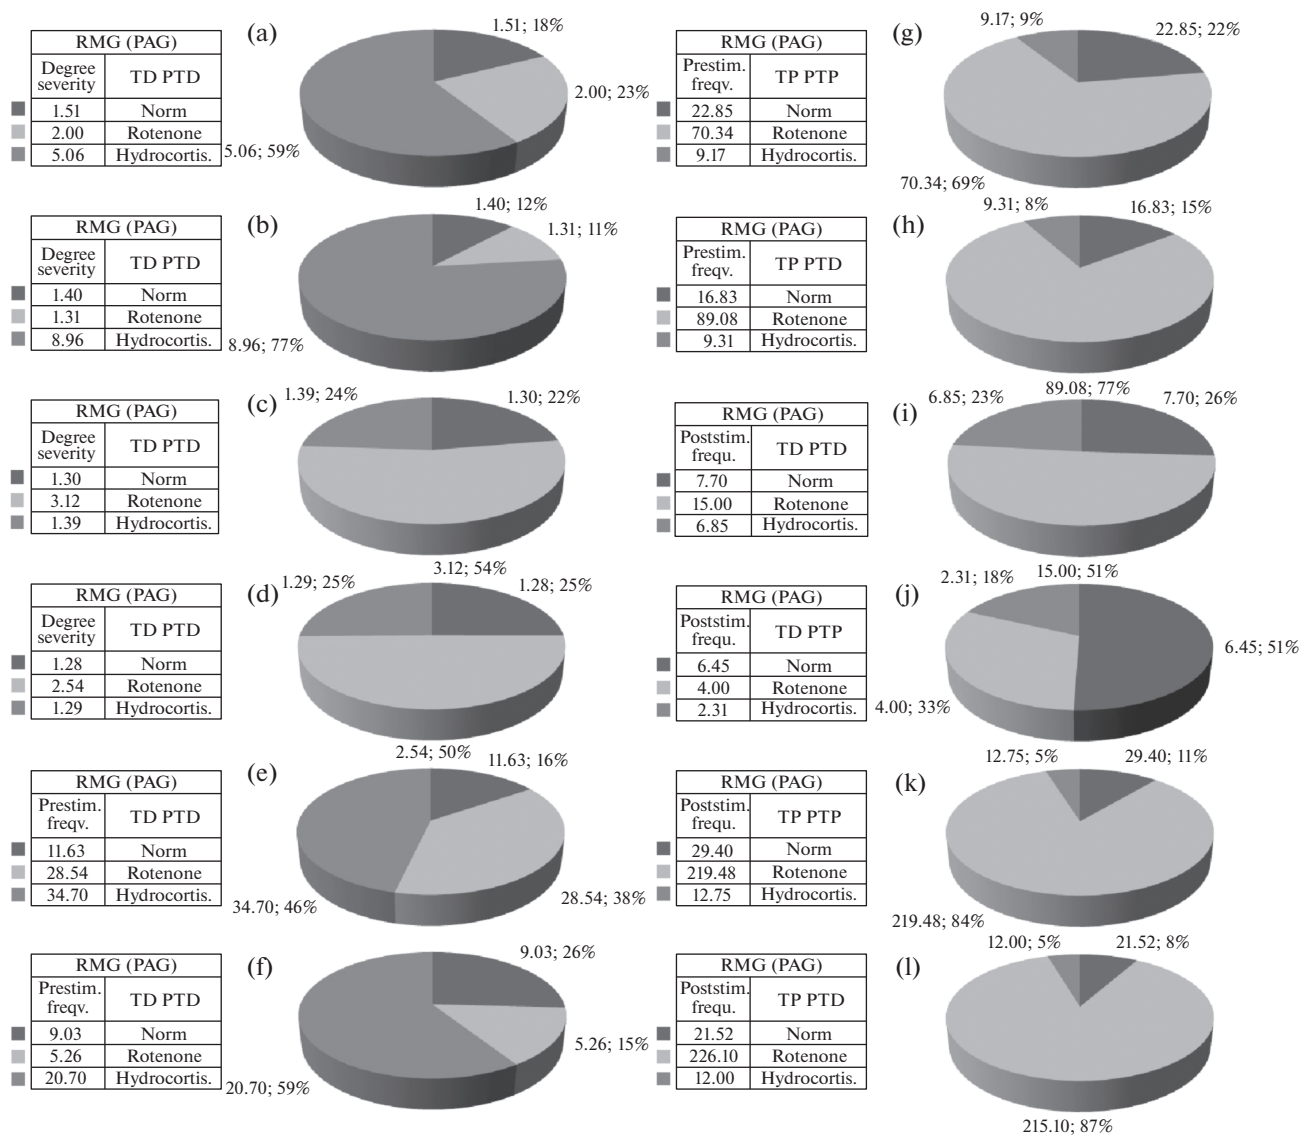 RMG (PAG)
Degree severity TD PTD
1.51 Norm
2.00 Rotenone
5.06 Hydrocortis.
(a)
1.51; 18%
2.00; 23%
5.06; 59%
RMG (PAG)
Degree severity TD PTD
1.40 Norm
1.31 Rotenone
8.96 Hydrocortis.
(b)
1.40; 12%
1.31; 11%
8.96; 77%
RMG (PAG)
Degree severity TD PTD
1.30 Norm
3.12 Rotenone
1.39 Hydrocortis.
(c)
1.39; 24%
1.30; 22%
3.12; 54%
RMG (PAG)
Degree severity TD PTD
1.28 Norm
2.54 Rotenone
1.29 Hydrocortis.
(d)
1.29; 25%
1.28; 25%
2.54; 50%
RMG (PAG)
Prestim. freqv. TD PTD
11.63 Norm
28.54 Rotenone
34.70 Hydrocortis.
(e)
11.63; 16%
28.54; 38%
34.70; 46%
RMG (PAG)
Prestim. freqv. TD PTD
9.03 Norm
5.26 Rotenone
20.70 Hydrocortis.
(f)
9.03; 26%
5.26; 15%
20.70; 59%
RMG (PAG)
Prestim. freqv. TP PTP
22.85 Norm
70.34 Rotenone
9.17 Hydrocortis.
(g)
9.17; 9%
22.85; 22%
70.34; 69%
RMG (PAG)
Prestim. freqv. TP PTD
16.83 Norm
89.08 Rotenone
9.31 Hydrocortis.
(h)
9.31; 8%
16.83; 15%
89.08; 77%
RMG (PAG)
Poststim. frequ. TD PTD
7.70 Norm
15.00 Rotenone
6.85 Hydrocortis.
(i)
6.85; 23%
7.70; 26%
15.00; 51%
RMG (PAG)
Poststim. frequ. TD PTP
6.45 Norm
4.00 Rotenone
2.31 Hydrocortis.
(j)
2.31; 18%
6.45; 51%
4.00; 33%
RMG (PAG)
Poststim. frequ. TP PTP
29.40 Norm
219.48 Rotenone
12.75 Hydrocortis.
(k)
12.75; 5%
29.40; 11%
219.48; 84%
RMG (PAG)
Poststim. frequ. TP PTD
21.52 Norm
226.10 Rotenone
12.00 Hydrocortis.
(l)
12.00; 5%
21.52; 8%
215.10; 87%